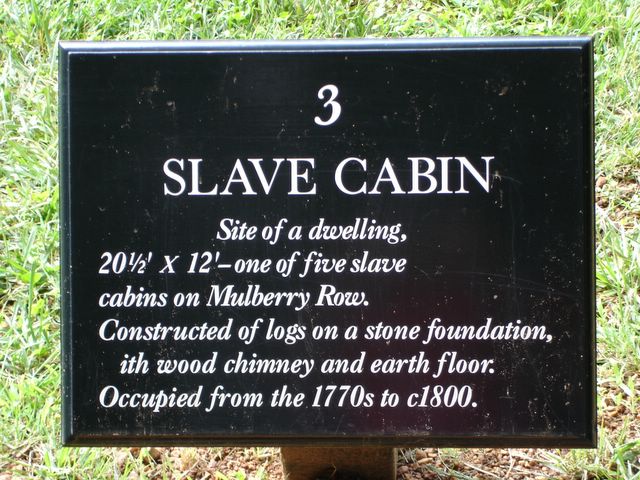 3
SLAVE CABIN
Site of a dwelling,
20½' X 12'–one of five slave
cabins on Mulberry Row.
Constructed of logs on a stone foundation,
ith wood chimney and earth floor.
Occupied from the 1770s to c1800.